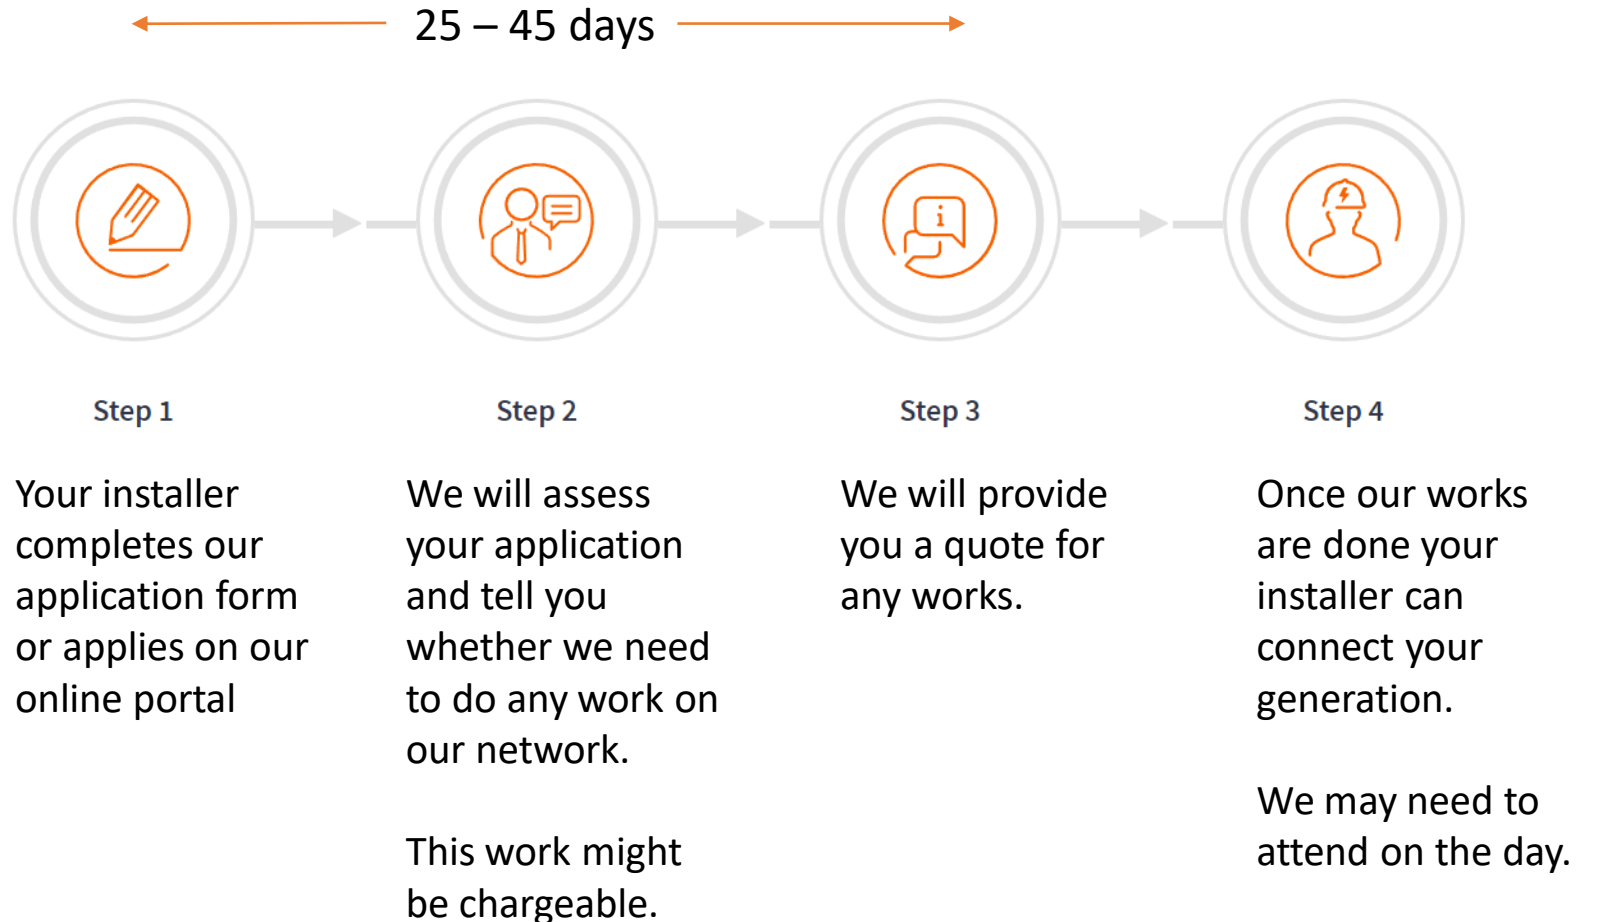 25 – 45 days
Step 1
Step 2
Step 3
Step 4
Your installer
completes our
application form
or applies on our
online portal
We will assess
your application
and tell you
whether we need
to do any work on
our network.
This work might
be chargeable.
We will provide
you a quote for
any works.
Once our works
are done your
installer can
connect your
generation.
We may need to
attend on the day.